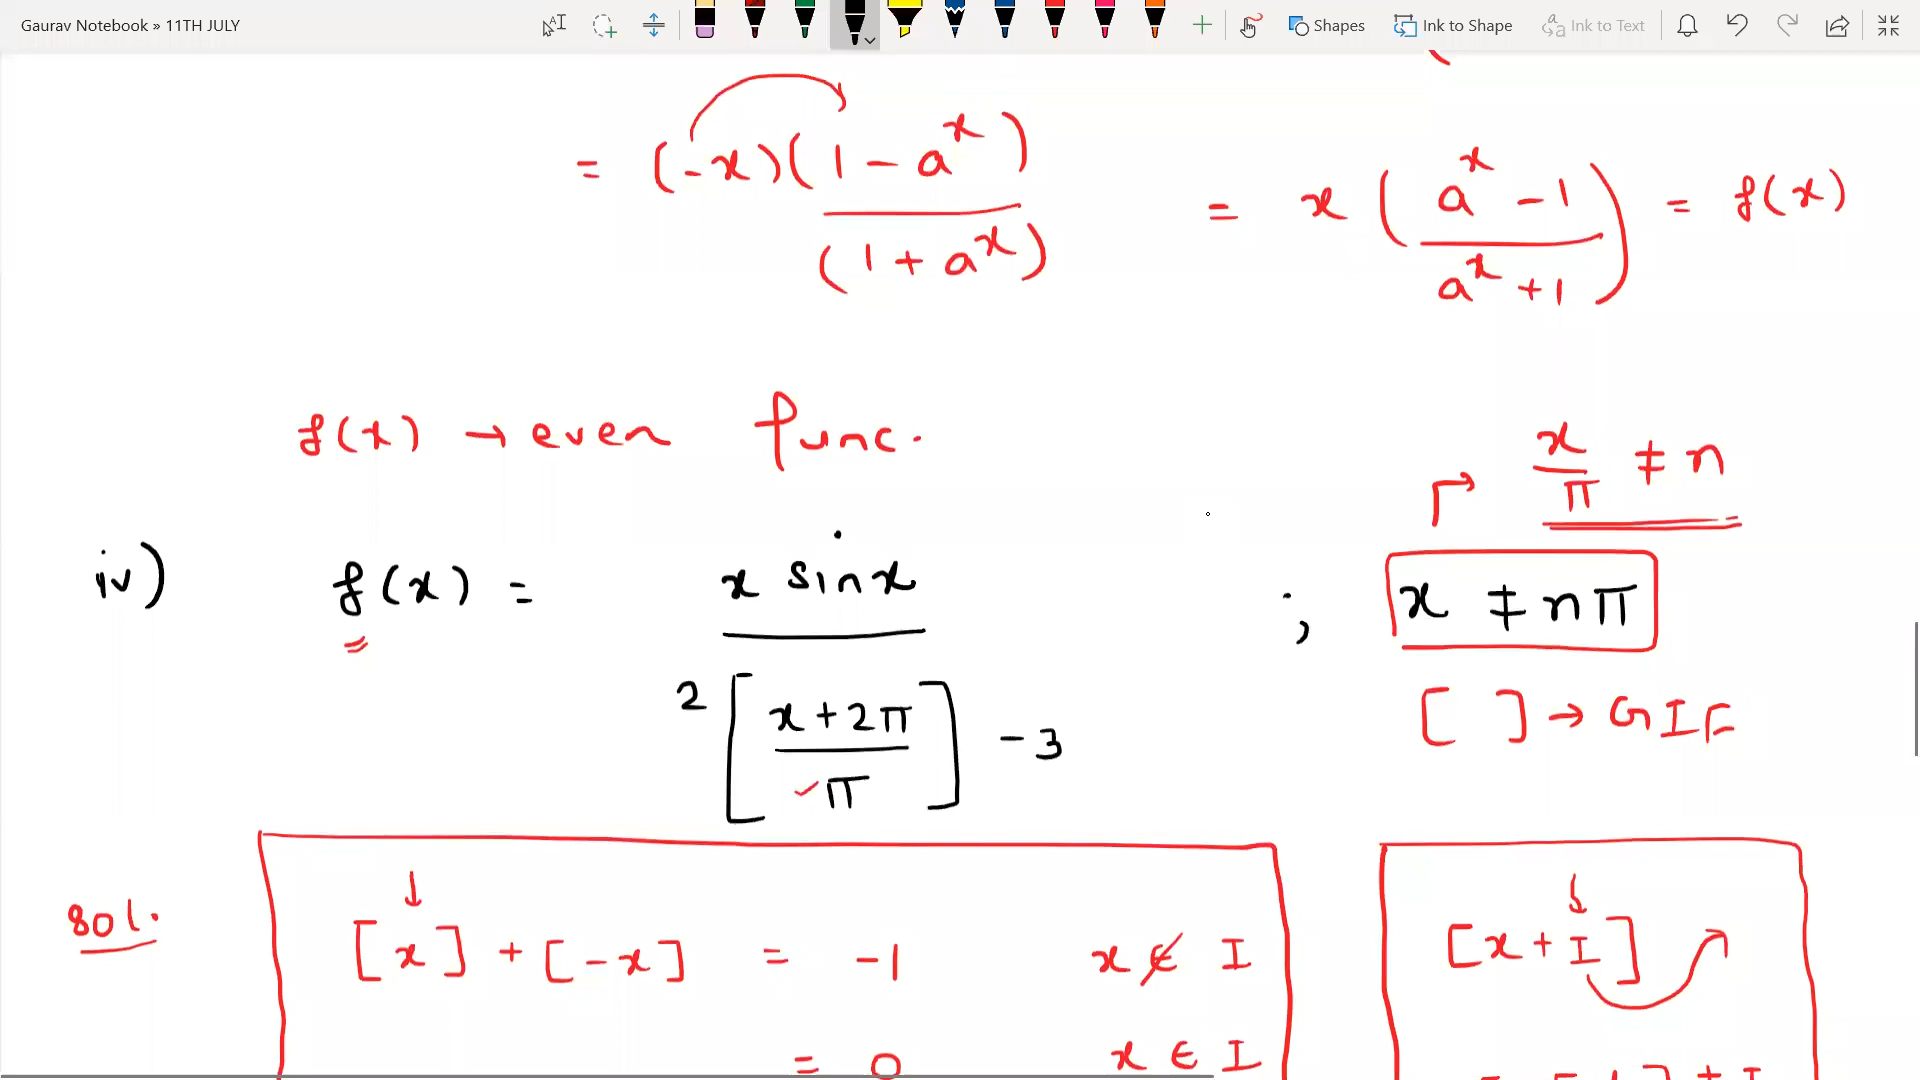 Gaurav Notebook » 11TH JULY
Shapes Ink to Shape Ink to Text
= (-x)(1 - a^x)/(1 + a^x) = x((a^x - 1)/(a^x + 1)) = f(x)
f(x) → even func.
x/π ≠ n
iv) f(x) = x sinx / (2[(x+2π)/π] - 3) ; x ≠ nπ
[ ] → GIF
Sol.
[x] + [-x] = -1 x ∉ I
= 0 x ∈ I
[x + I]